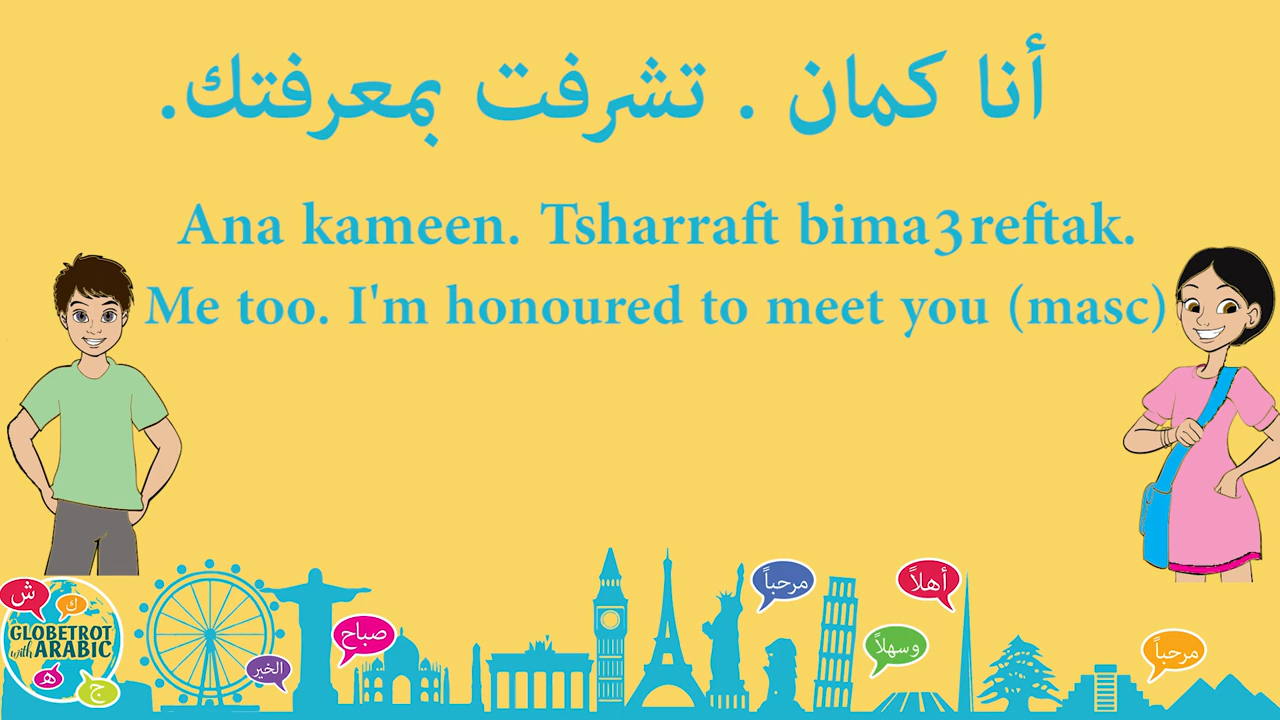 أنا كمان . تشرفت بمعرفتك.
Ana kameen. Tsharraft bima3reftak.
Me too. I'm honoured to meet you (masc)
مرحباً
أهلاً
ش
ك
صباح
GLOBETROT
with ARABIC
وسهلاً
مرحباً
الخير
ه
ج